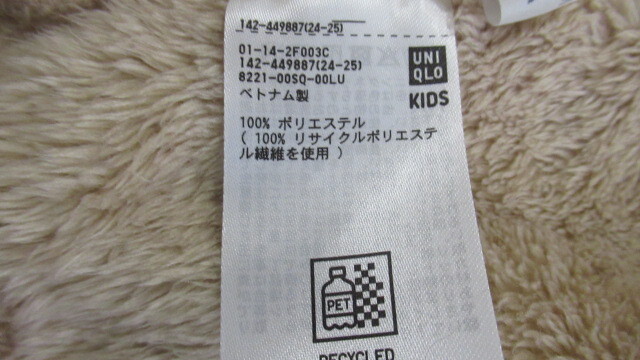 142-449887(24-25)
01-14-2F003C
142-449887(24-25)
8221-00SQ-00LU
ベトナム製
UNI
QLO
KIDS
100% ポリエステル
( 100% リサイクルポリエステ
ル繊維を使用 )
PET
RECYCLED